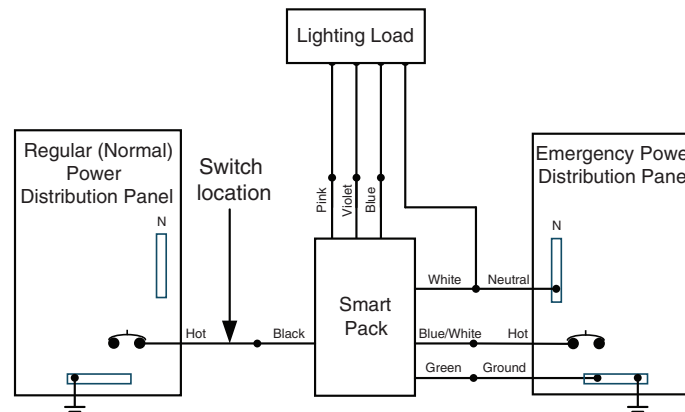 Lighting Load
Regular (Normal)
Power
Distribution Panel
Switch
location
Emergency Powe
Distribution Pane
Pink
Violet
Blue
N
N
Smart
Pack
White
Neutral
Hot
Black
Blue/White
Hot
Green
Ground